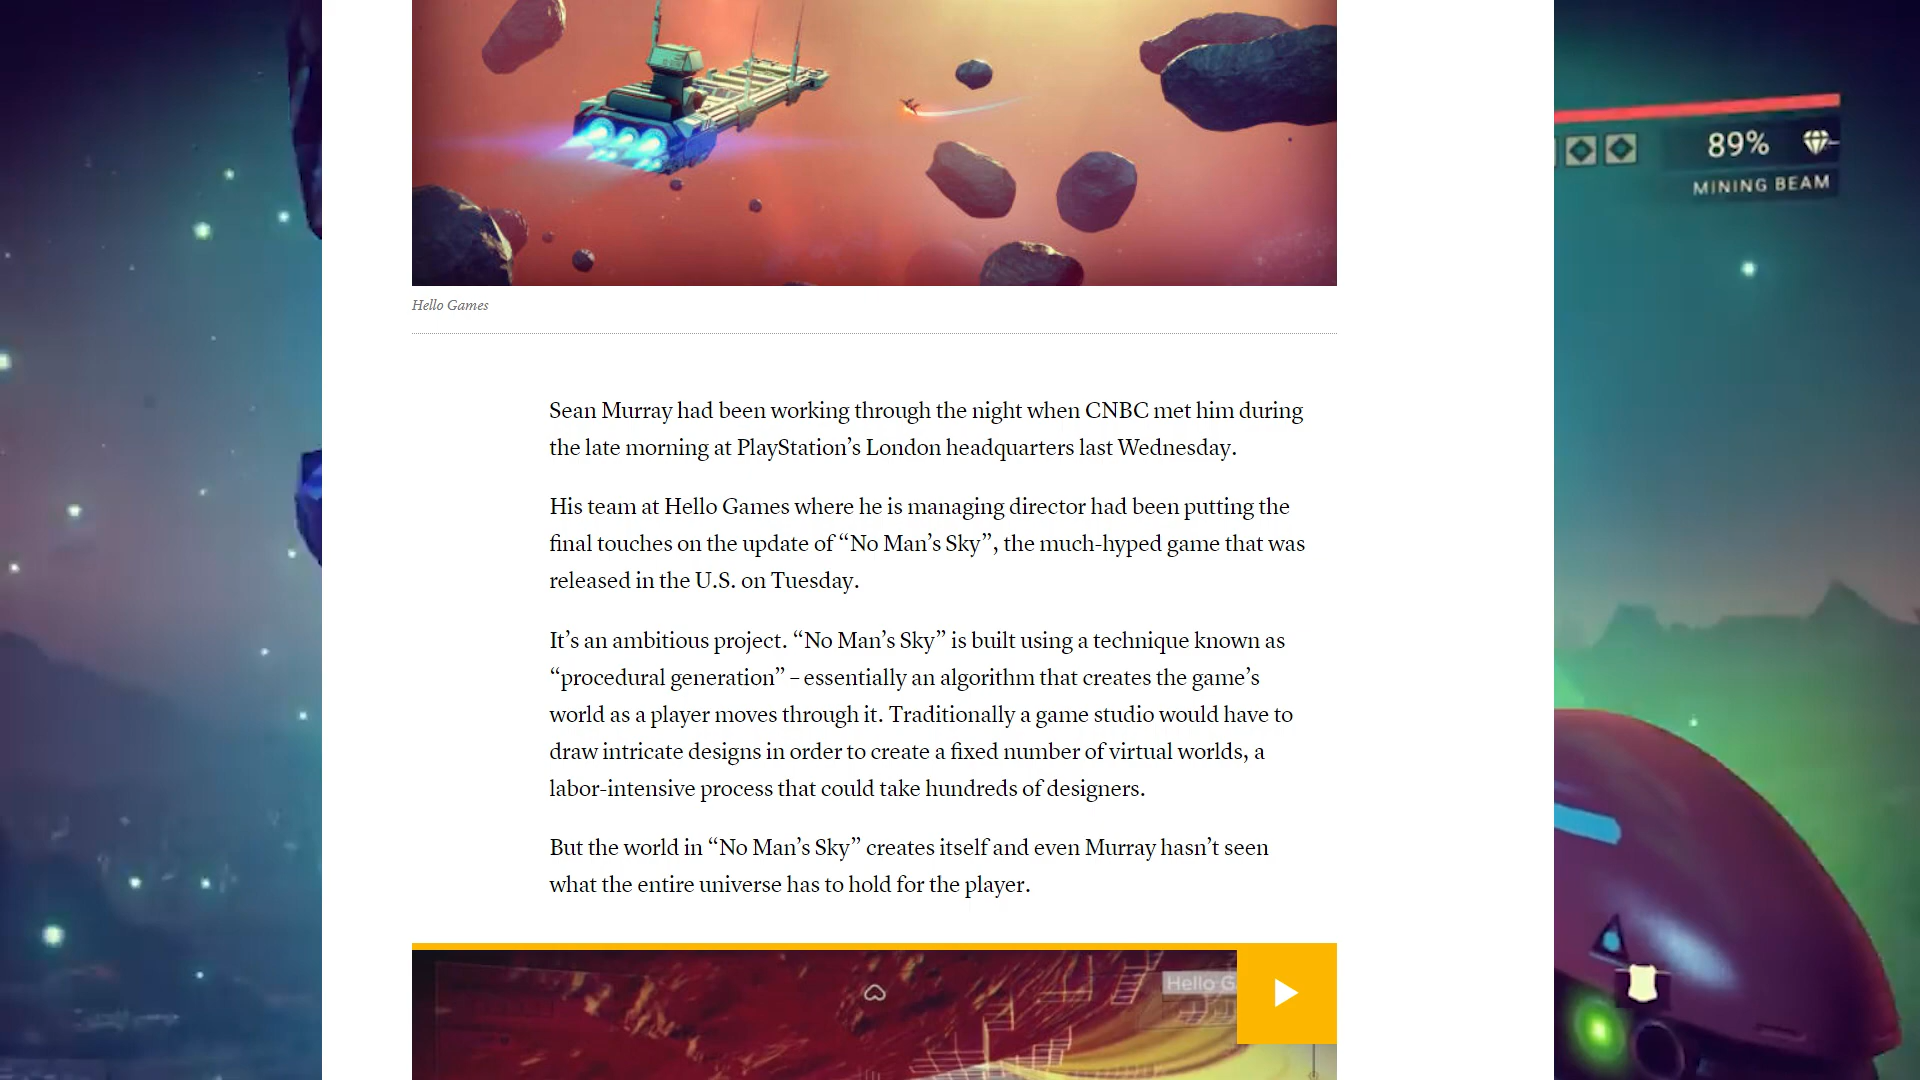 89%
MINING BEAM
Hello Games
Sean Murray had been working through the night when CNBC met him during
the late morning at PlayStation’s London headquarters last Wednesday.
His team at Hello Games where he is managing director had been putting the
final touches on the update of “No Man’s Sky”, the much-hyped game that was
released in the U.S. on Tuesday.
It’s an ambitious project. “No Man’s Sky” is built using a technique known as
“procedural generation” – essentially an algorithm that creates the game’s
world as a player moves through it. Traditionally a game studio would have to
draw intricate designs in order to create a fixed number of virtual worlds, a
labor-intensive process that could take hundreds of designers.
But the world in “No Man’s Sky” creates itself and even Murray hasn’t seen
what the entire universe has to hold for the player.
Hello G